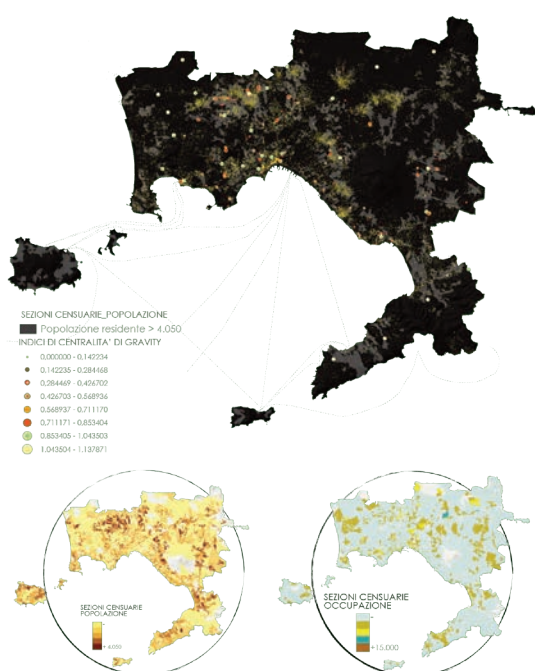 SEZIONI CENSUARIE_POPOLAZIONE
Popolazione residente > 4.050
INDICI DI CENTRALITA' DI GRAVITY
0,000000 - 0,142234
0,142235 - 0,284468
0,284469 - 0,426702
0,426703 - 0,568936
0,568937 - 0,711170
0,711171 - 0,853404
0,853405 - 1,043503
1,043504 - 1,137871
SEZIONI CENSUARIE
POPOLAZIONE
+ 4.050
SEZIONI CENSUARIE
OCCUPAZIONE
+15.000